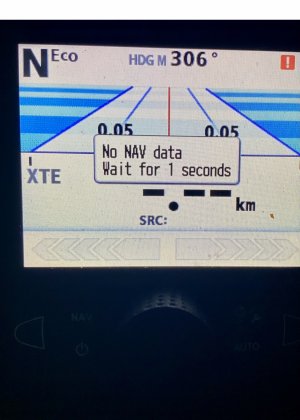 N Eco HDG M 306°
0.05 0.05
No NAV data
Wait for 1 seconds
XTE
--.-- km
SRC:
NAV
AUTO